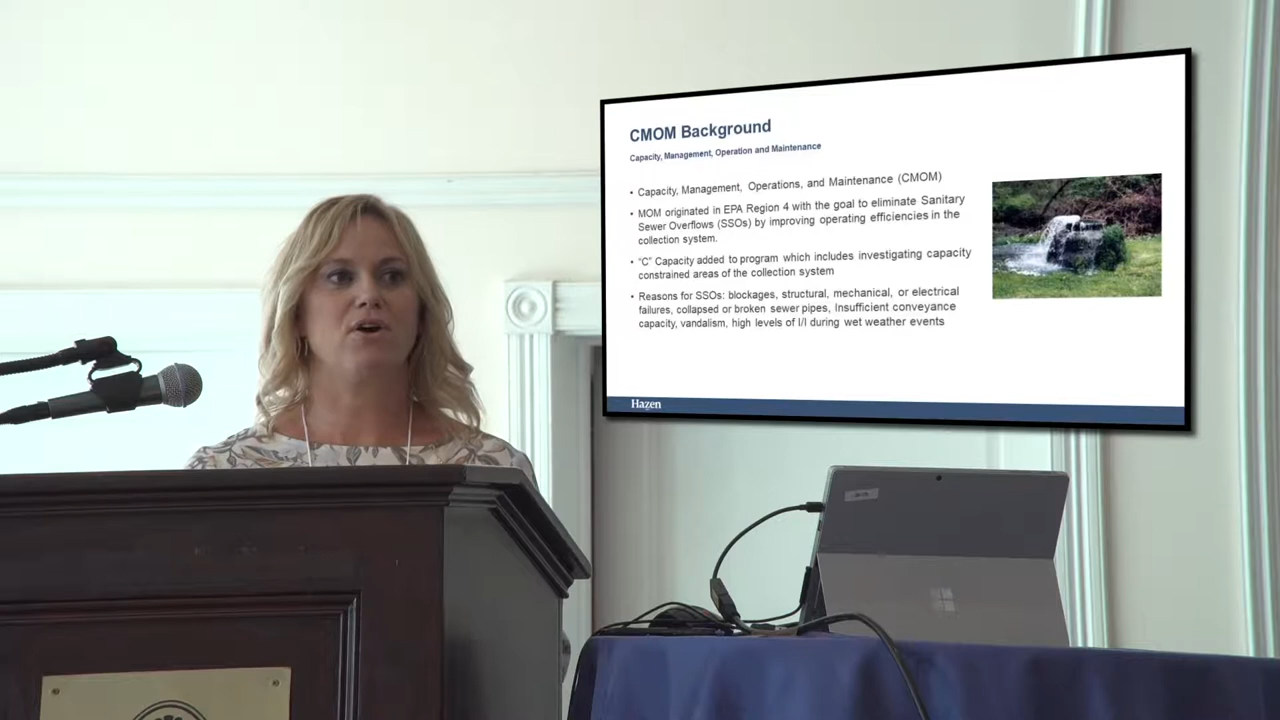 CMOM Background
Capacity, Management, Operation and Maintenance
• Capacity, Management, Operations, and Maintenance (CMOM)
• MOM originated in EPA Region 4 with the goal to eliminate Sanitary
Sewer Overflows (SSOs) by improving operating efficiencies in the
collection system.
• “C” Capacity added to program which includes investigating capacity
constrained areas of the collection system
• Reasons for SSOs: blockages, structural, mechanical, or electrical
failures, collapsed or broken sewer pipes, Insufficient conveyance
capacity, vandalism, high levels of I/I during wet weather events
Hazen